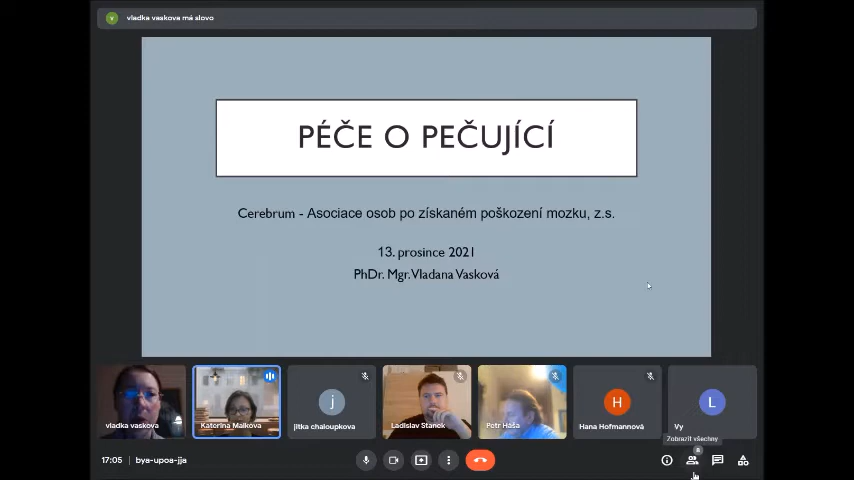 v vladka vaskova má slovo
PÉČE O PEČUJÍCÍ
Cerebrum - Asociace osob po získaném poškození mozku, z.s.
13. prosince 2021
PhDr. Mgr. Vladana Vasková
vladka vaskova
Katerina Malkova
j
jitka chaloupkova
Ladislav Stanek
Petr Háša
H
Hana Hofmannová
L
Vy
Zobrazit všechny
8
17:05 | bya-upoa-jja